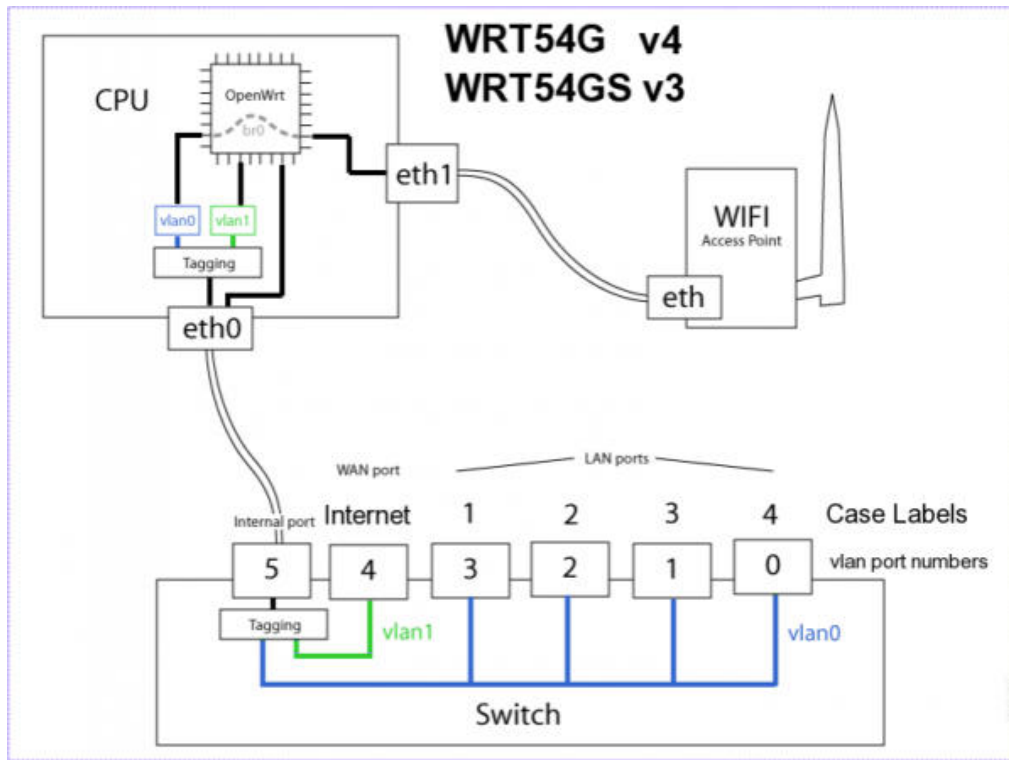 WRT54G v4
WRT54GS v3
CPU
OpenWrt
br0
eth1
vlan0 vlan1
Tagging
eth0
WIFI
Access Point
eth
WAN port
LAN ports
Internal port Internet 1 2 3 4 Case Labels
5 4 3 2 1 0 vlan port numbers
Tagging
vlan1
vlan0
Switch